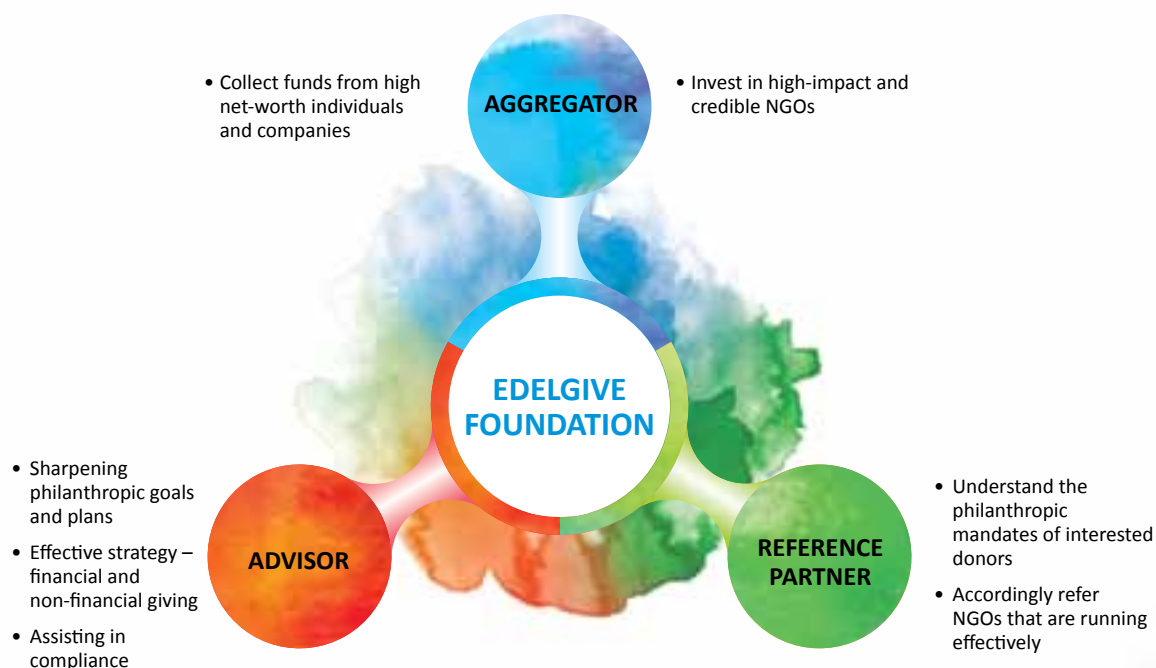 • Collect funds from high
net-worth individuals
and companies
AGGREGATOR
• Invest in high-impact and
credible NGOs
EDELGIVE
FOUNDATION
• Sharpening
philanthropic goals
and plans
• Effective strategy –
financial and
non-financial giving
• Assisting in
compliance
ADVISOR
REFERENCE
PARTNER
• Understand the
philanthropic
mandates of interested
donors
• Accordingly refer
NGOs that are running
effectively